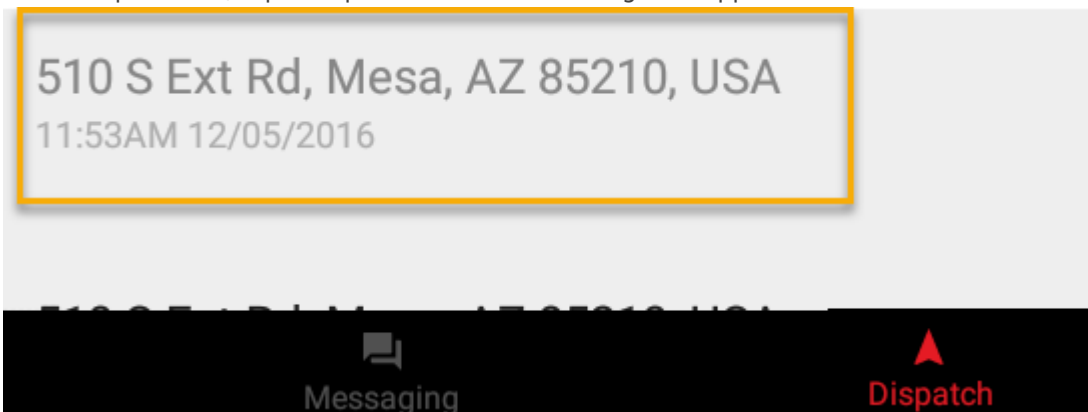 510 S Ext Rd, Mesa, AZ 85210, USA
11:53AM 12/05/2016
Messaging
Dispatch